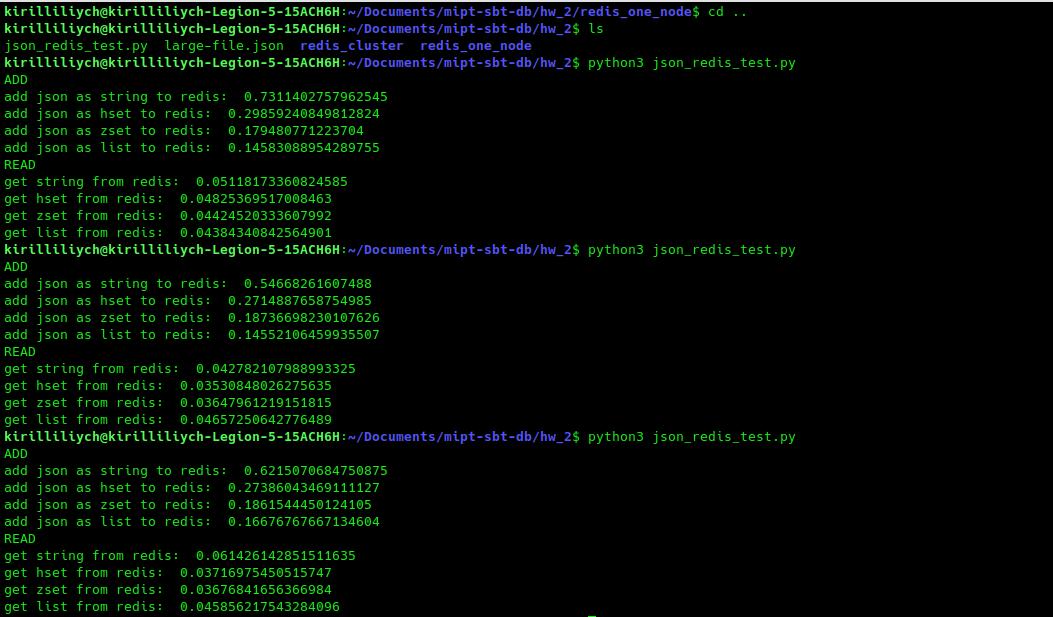 kirilliliych@kirilliliych-Legion-5-15ACH6H:~/Documents/mipt-sbt-db/hw_2/redis_one_node$ cd ..
kirilliliych@kirilliliych-Legion-5-15ACH6H:~/Documents/mipt-sbt-db/hw_2$ ls
json_redis_test.py  large-file.json  redis_cluster  redis_one_node
kirilliliych@kirilliliych-Legion-5-15ACH6H:~/Documents/mipt-sbt-db/hw_2$ python3 json_redis_test.py
ADD
add json as string to redis:  0.7311402757962545
add json as hset to redis:  0.29859240849812824
add json as zset to redis:  0.179480771223704
add json as list to redis:  0.14583088954289755
READ
get string from redis:  0.05118173360824585
get hset from redis:  0.04825369517008463
get zset from redis:  0.04424520333607992
get list from redis:  0.04384340842564901
kirilliliych@kirilliliych-Legion-5-15ACH6H:~/Documents/mipt-sbt-db/hw_2$ python3 json_redis_test.py
ADD
add json as string to redis:  0.54668261607488
add json as hset to redis:  0.2714887658754985
add json as zset to redis:  0.18736698230107626
add json as list to redis:  0.14552106459935507
READ
get string from redis:  0.042782107988993325
get hset from redis:  0.03530848026275635
get zset from redis:  0.03647961219151815
get list from redis:  0.04657250642776489
kirilliliych@kirilliliych-Legion-5-15ACH6H:~/Documents/mipt-sbt-db/hw_2$ python3 json_redis_test.py
ADD
add json as string to redis:  0.6215070684750875
add json as hset to redis:  0.27386043469111127
add json as zset to redis:  0.1861544450124105
add json as list to redis:  0.16676767667134604
READ
get string from redis:  0.061426142851511635
get hset from redis:  0.03716975450515747
get zset from redis:  0.03676841656366984
get list from redis:  0.045856217543284096